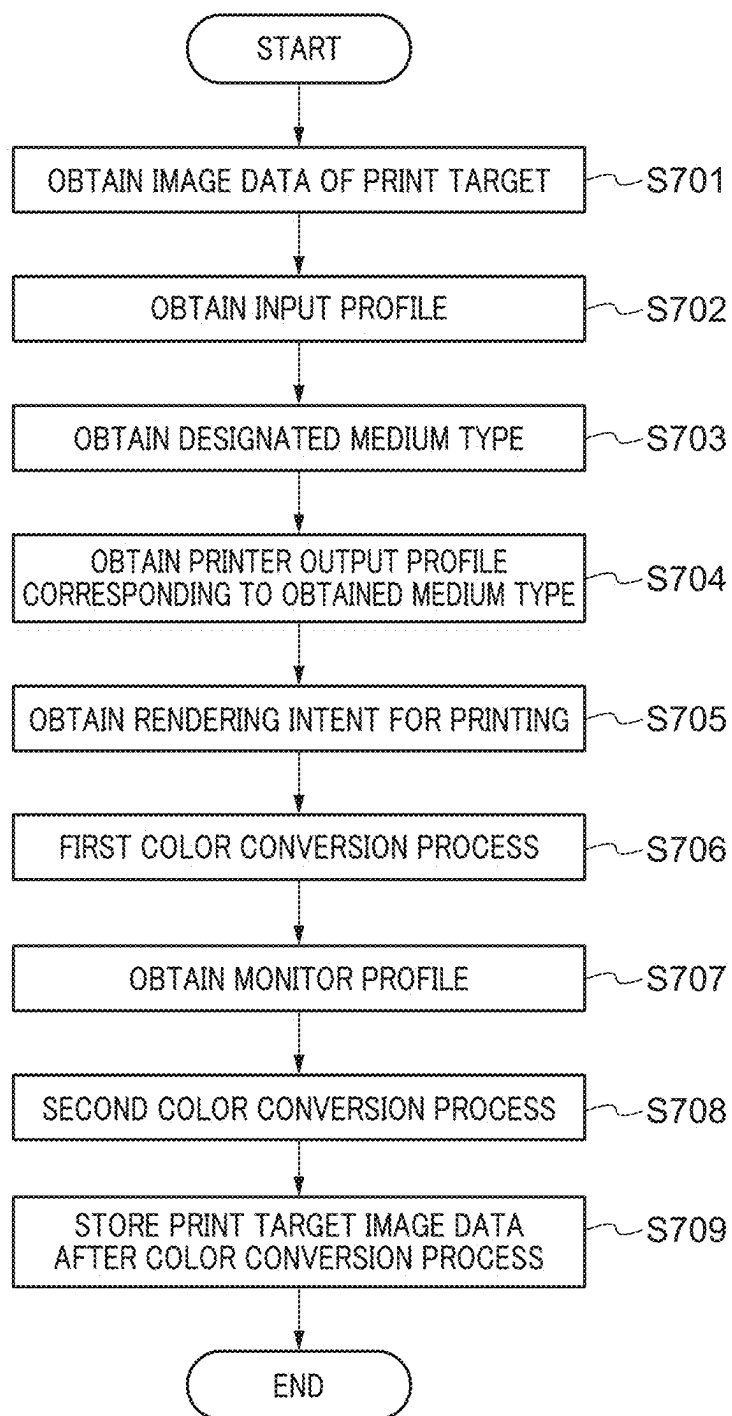 START
OBTAIN IMAGE DATA OF PRINT TARGET
S701
OBTAIN INPUT PROFILE
S702
OBTAIN DESIGNATED MEDIUM TYPE
S703
OBTAIN PRINTER OUTPUT PROFILE
CORRESPONDING TO OBTAINED MEDIUM TYPE
S704
OBTAIN RENDERING INTENT FOR PRINTING
S705
FIRST COLOR CONVERSION PROCESS
S706
OBTAIN MONITOR PROFILE
S707
SECOND COLOR CONVERSION PROCESS
S708
STORE PRINT TARGET IMAGE DATA
AFTER COLOR CONVERSION PROCESS
S709
END